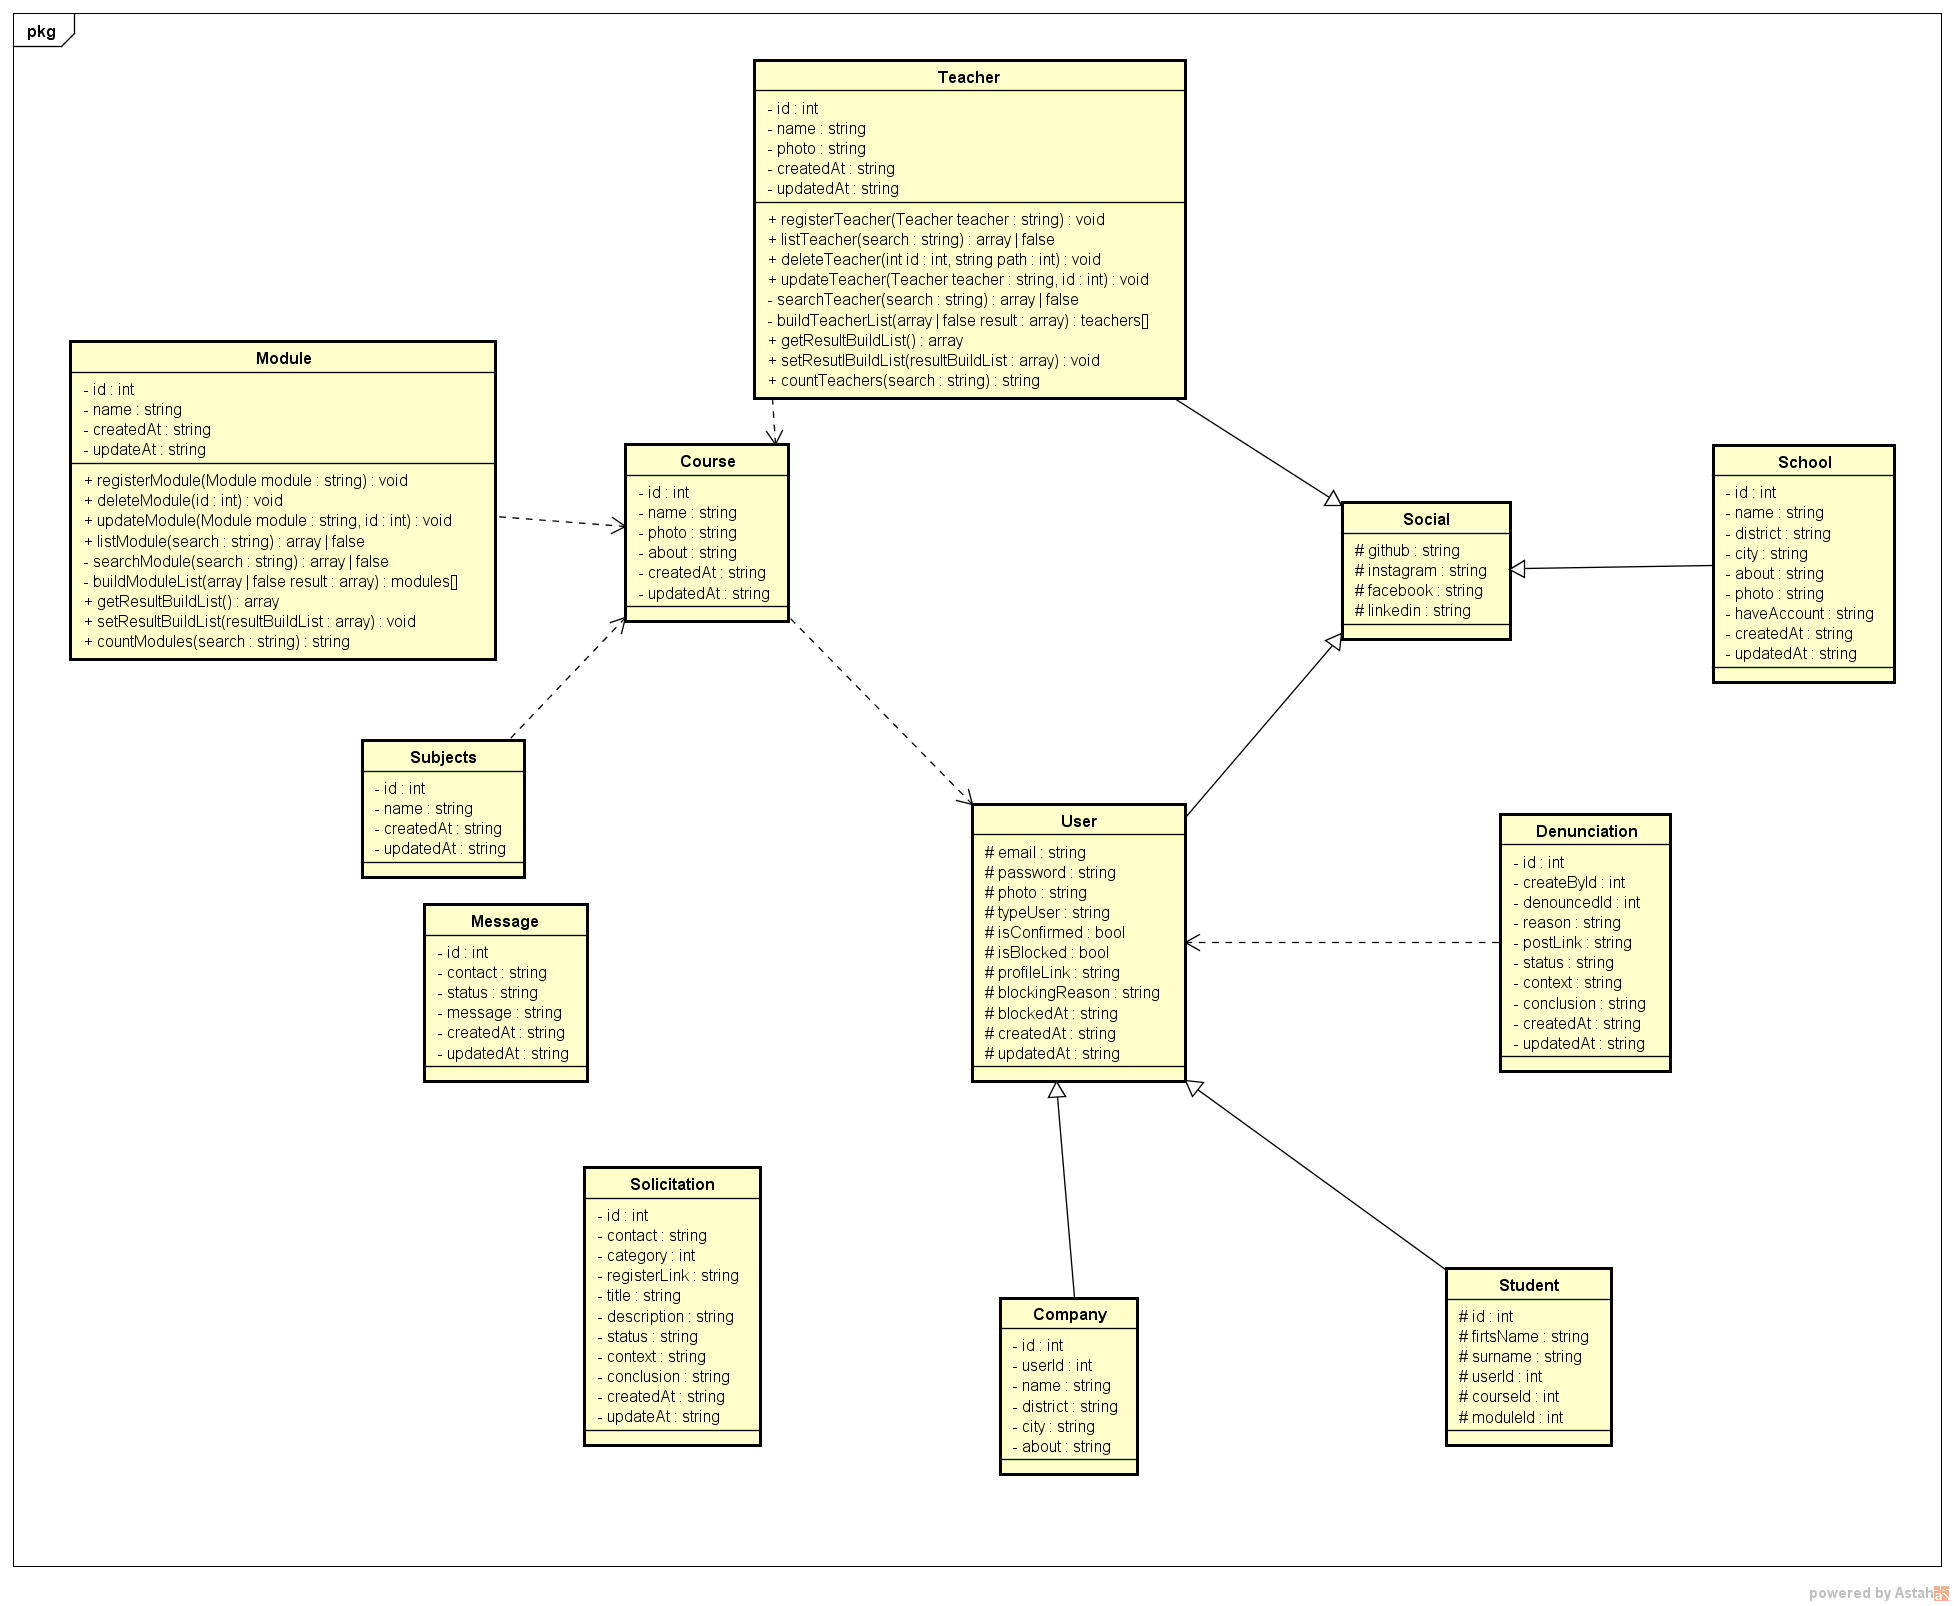 pkg
Teacher
- id : int
- name : string
- photo : string
- createdAt : string
- updatedAt : string
+ registerTeacher(Teacher teacher : string) : void
+ listTeacher(search : string) : array | false
+ deleteTeacher(int id : int, string path : int) : void
+ updateTeacher(Teacher teacher : string, id : int) : void
- searchTeacher(search : string) : array | false
- buildTeacherList(array | false result : array) : teachers[]
+ getResultBuildList() : array
+ setResutlBuildList(resultBuildList : array) : void
+ countTeachers(search : string) : string
Module
- id : int
- name : string
- createdAt : string
- updateAt : string
+ registerModule(Module module : string) : void
+ deleteModule(id : int) : void
+ updateModule(Module module : string, id : int) : void
+ listModule(search : string) : array | false
- searchModule(search : string) : array | false
- buildModuleList(array | false result : array) : modules[]
+ getResultBuildList() : array
+ setResultBuildList(resultBuildList : array) : void
+ countModules(search : string) : string
Course
- id : int
- name : string
- photo : string
- about : string
- createdAt : string
- updatedAt : string
Social
# github : string
# instagram : string
# facebook : string
# linkedin : string
School
- id : int
- name : string
- district : string
- city : string
- about : string
- photo : string
- haveAccount : string
- createdAt : string
- updatedAt : string
Subjects
- id : int
- name : string
- createdAt : string
- updatedAt : string
Message
- id : int
- contact : string
- status : string
- message : string
- createdAt : string
- updatedAt : string
User
# email : string
# password : string
# photo : string
# typeUser : string
# isConfirmed : bool
# isBlocked : bool
# profileLink : string
# blockingReason : string
# blockedAt : string
# createdAt : string
# updatedAt : string
Denunciation
- id : int
- createById : int
- denouncedId : int
- reason : string
- postLink : string
- status : string
- context : string
- conclusion : string
- createdAt : string
- updatedAt : string
Solicitation
- id : int
- contact : string
- category : int
- registerLink : string
- title : string
- description : string
- status : string
- context : string
- conclusion : string
- createdAt : string
- updateAt : string
Company
- id : int
- userId : int
- name : string
- district : string
- city : string
- about : string
Student
# id : int
# firtsName : string
# surname : string
# userId : int
# courseId : int
# moduleId : int
powered by Astah